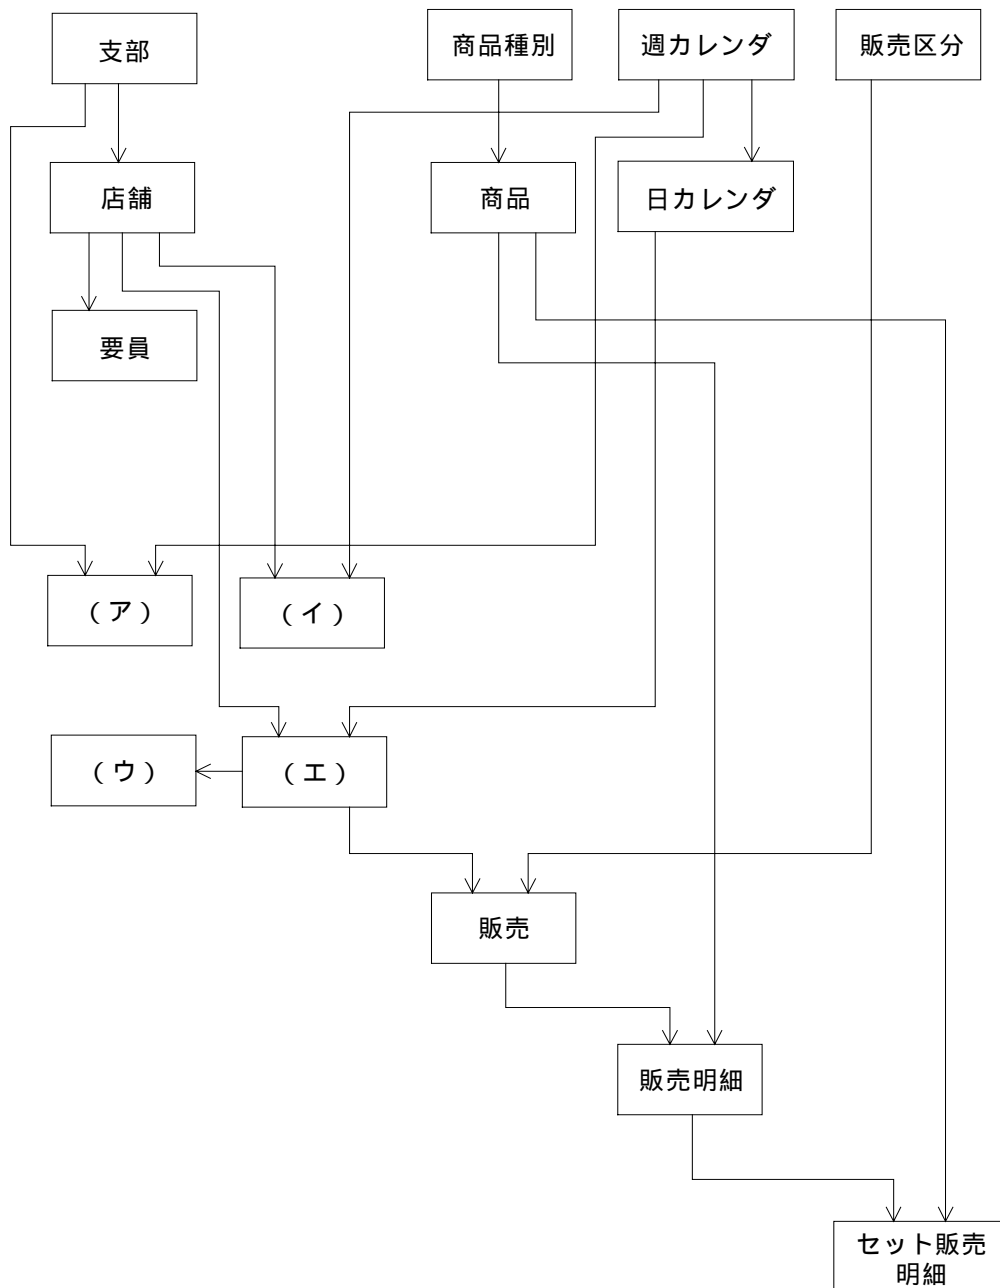 支部
商品種別
週カレンダ
販売区分
店舗
商品
日カレンダ
要員
（ア）
（イ）
（ウ）
（エ）
販売
販売明細
セット販売
明細